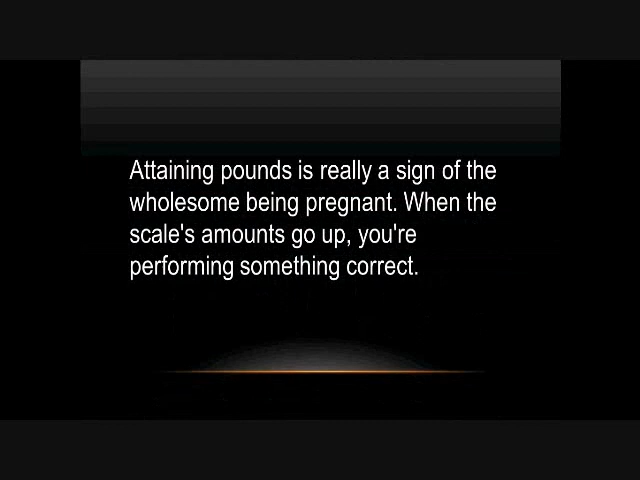 Attaining pounds is really a sign of the
wholesome being pregnant. When the
scale's amounts go up, you're
performing something correct.